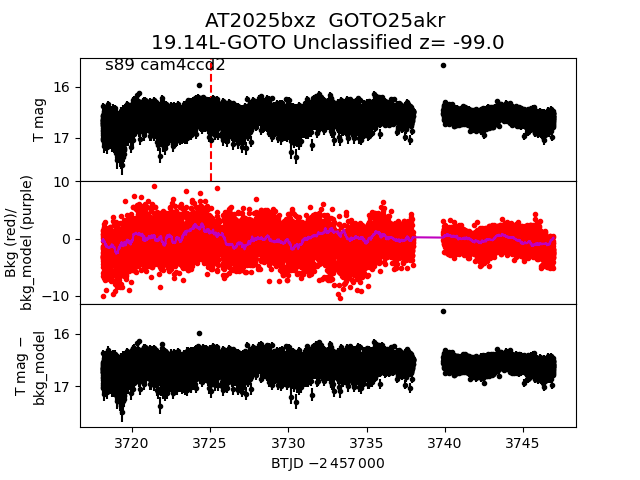 AT2025bxz  GOTO25akr
19.14L-GOTO Unclassified z= -99.0
s89 cam4ccd2
T mag
16
17
Bkg (red)/
bkg_model (purple)
10
0
−10
T mag −
bkg_model
16
17
3720
3725
3730
3735
3740
3745
BTJD −2 457 000